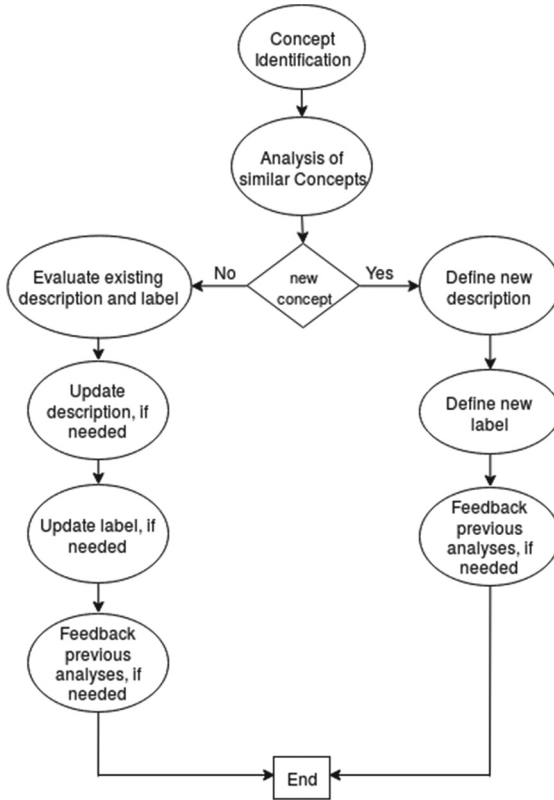 Concept
Identification
Analysis of
similar Concepts
No
new
concept
Yes
Evaluate existing
description and label
Define new
description
Update
description, if
needed
Define new
label
Update label, if
needed
Feedback
previous
analyses, if
needed
Feedback
previous
analyses, if
needed
End